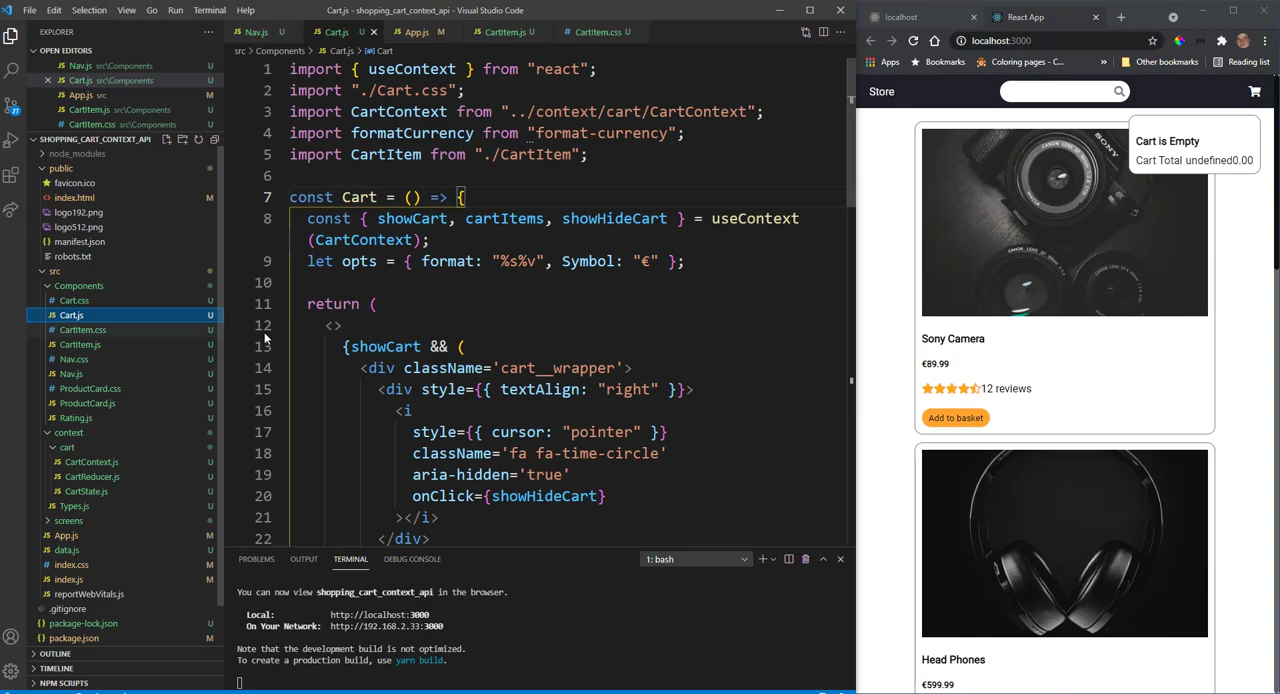 File Edit Selection View Go Run Terminal Help
Cart.js - shopping_cart_context_api - Visual Studio Code
EXPLORER
OPEN EDITORS
Nav.js src\Components U
Cart.js src\Components U
App.js src M
CartItem.js src\Components U
CartItem.css src\Components U
SHOPPING_CART_CONTEXT_API
node_modules
public
favicon.ico
index.html M
logo192.png
logo512.png
manifest.json
robots.txt
src
Components
Cart.css U
Cart.js U
CartItem.css U
CartItem.js U
Nav.css U
Nav.js U
ProductCard.css U
ProductCard.js U
Rating.js U
context
cart
CartContext.js U
CartReducer.js U
CartState.js U
Types.js U
screens
App.js M
data.js U
index.css M
index.js M
reportWebVitals.js U
.gitignore
package-lock.json U
package.json M
OUTLINE
TIMELINE
NPM SCRIPTS
27
Nav.js U Cart.js U App.js M CartItem.js U CartItem.css U
src > Components > Cart.js > Cart
1 import { useContext } from "react";
2 import "./Cart.css";
3 import CartContext from "../context/cart/CartContext";
4 import formatCurrency from "format-currency";
5 import CartItem from "./CartItem";
6
7 const Cart = () => {
8 const { showCart, cartItems, showHideCart } = useContext
(CartContext);
9 let opts = { format: "%s%v", Symbol: "€" };
10
11 return (
12 <>
13 {showCart && (
14 <div className='cart__wrapper'>
15 <div style={{ textAlign: "right" }}>
16 <i
17 style={{ cursor: "pointer" }}
18 className='fa fa-time-circle'
19 aria-hidden='true'
20 onClick={showHideCart}
21 ></i>
22 </div>
PROBLEMS OUTPUT TERMINAL DEBUG CONSOLE
1: bash
You can now view shopping_cart_context_api in the browser.
Local: http://localhost:3000
On Your Network: http://192.168.2.33:3000
Note that the development build is not optimized.
To create a production build, use yarn build.
localhost
React App
localhost:3000
Apps Bookmarks Coloring pages - C... » Other bookmarks Reading list
Store
Cart is Empty
Cart Total undefined0.00
SONY
Sony Camera
€89.99
12 reviews
Add to basket
Head Phones
€599.99